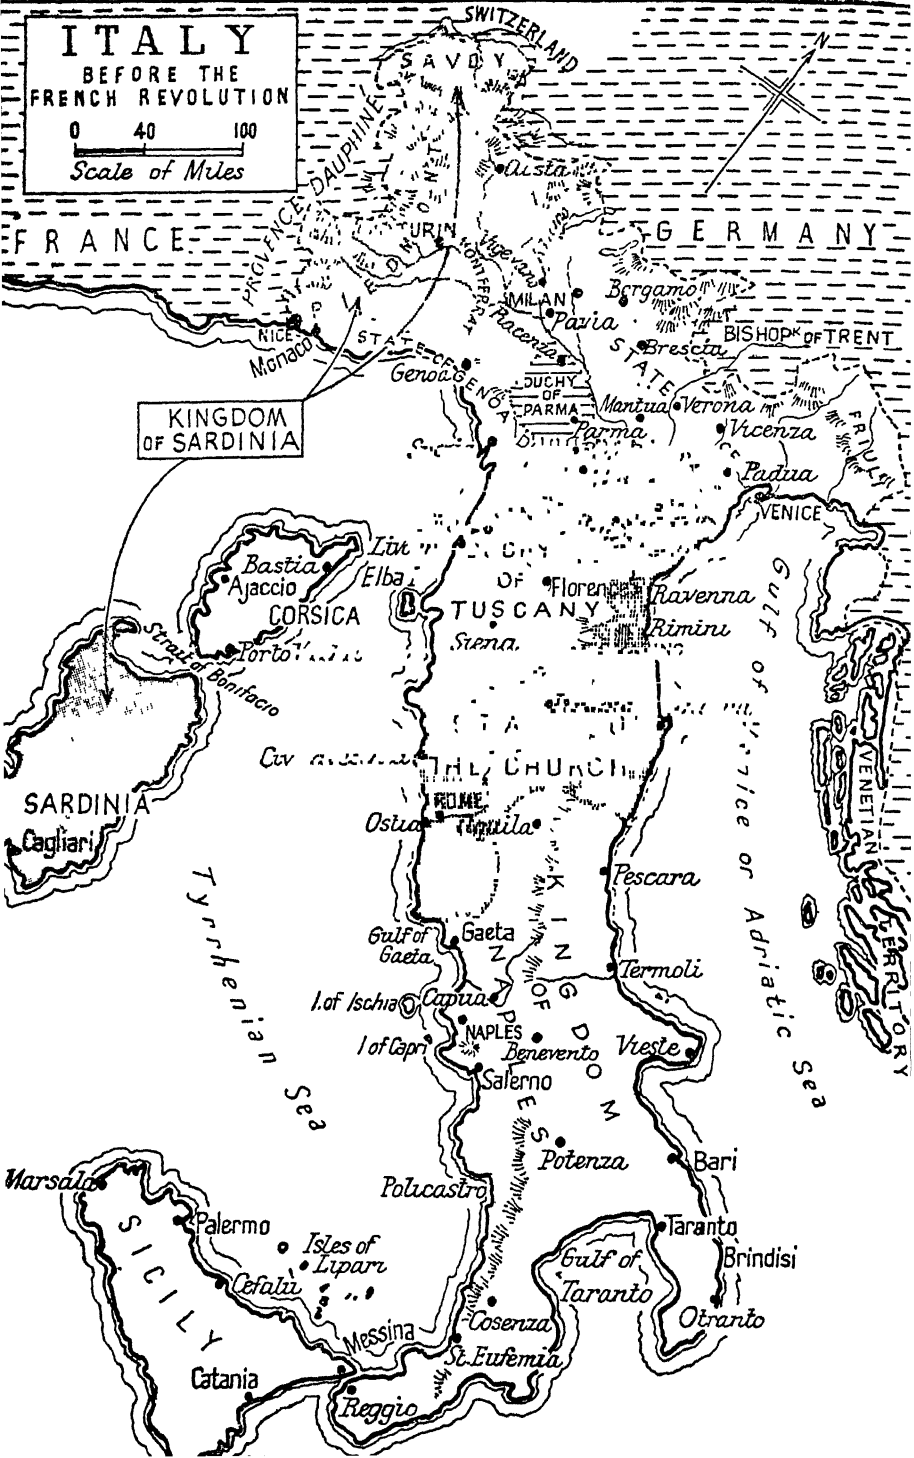 ITALY
BEFORE THE
FRENCH REVOLUTION
0 40 100
Scale of Miles
SWITZERLAND
SAVOY
N
PROVENCE DAUPHINÉ
Aosta
FRANCE
GERMANY
Vigevano
MONTFERRAT
MILAN
Bergamo
Pavia
Piacenza
NICE
Monaco
STATE OF GENOA
Genoa
Brescia
BISHOPK OF TRENT
STATE
DUCHY
OF
PARMA
Mantua
Verona
Parma
Vicenza
FRIULI
KINGDOM
OF SARDINIA
Padua
VENICE
Bastia
Ajaccio
CORSICA
Elba
OF
TUSCANY
Florence
Siena
Ravenna
Rimini
Strait of
Bonifacio
Gulf of Venice or Adriatic Sea
THE CHURCH
ROME
Ostia
Aquila
SARDINIA
Cagliari
VENETIAN
TERRITORY
Pescara
Tyrrhenian Sea
KINGDOM
OF
NAPLES
Gulf of
Gaeta
Gaeta
Termoli
I. of Ischia
Capua
NAPLES
I of Capri
Benevento
Vieste
Salerno
Potenza
Bari
Policastro
Marsala
SICILY
Palermo
Isles of
Lipari
Cefalù
Taranto
Gulf of
Taranto
Brindisi
Otranto
Cosenza
Messina
St. Eufemia
Catania
Reggio